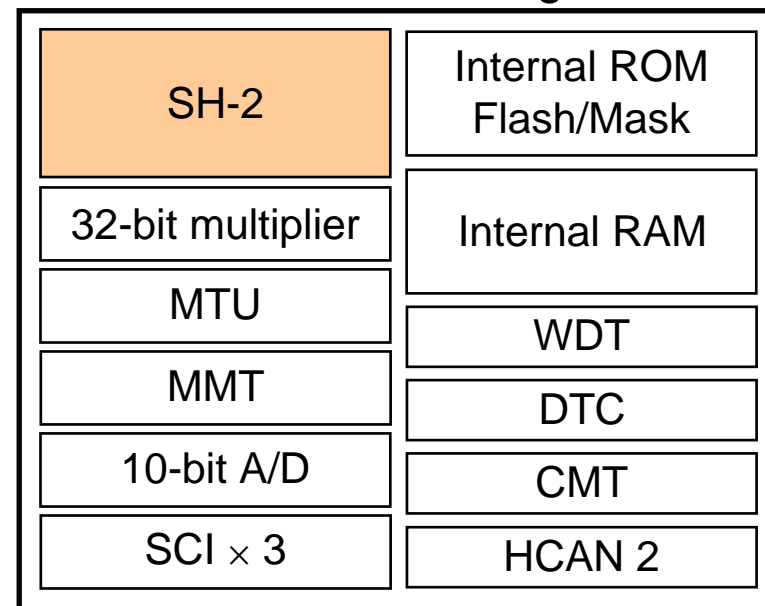 SH-2
32-bit multiplier
MTU
MMT
10-bit A/D
SCI × 3
Internal ROM
Flash/Mask
Internal RAM
WDT
DTC
CMT
HCAN 2